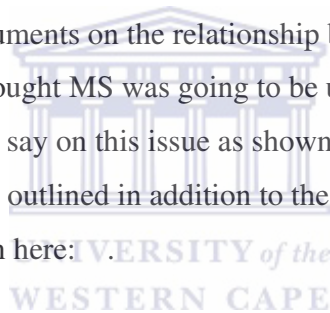 uments on the relationship b
ought MS was going to be u
say on this issue as shown
outlined in addition to the
n here: .
UNIVERSITY of the
WESTERN CAPE